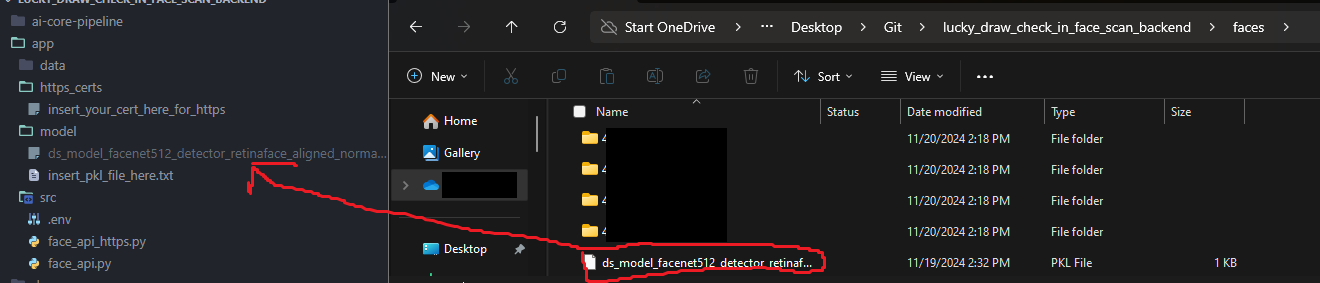 LUCKY_DRAW_CHECK_IN_FACE_SCAN_BACKEND
ai-core-pipeline
app
data
https_certs
insert_your_cert_here_for_https
model
ds_model_facenet512_detector_retinaface_aligned_norma...
insert_pkl_file_here.txt
src
.env
face_api_https.py
face_api.py
Start OneDrive > ... Desktop > Git > lucky_draw_check_in_face_scan_backend > faces >
New Sort View ...
Home
Gallery
Desktop
Name Status Date modified Type Size
4 11/20/2024 2:18 PM File folder
4 11/20/2024 2:18 PM File folder
4 11/20/2024 2:18 PM File folder
4 11/20/2024 2:18 PM File folder
ds_model_facenet512_detector_retinaf... 11/19/2024 2:32 PM PKL File 1 KB